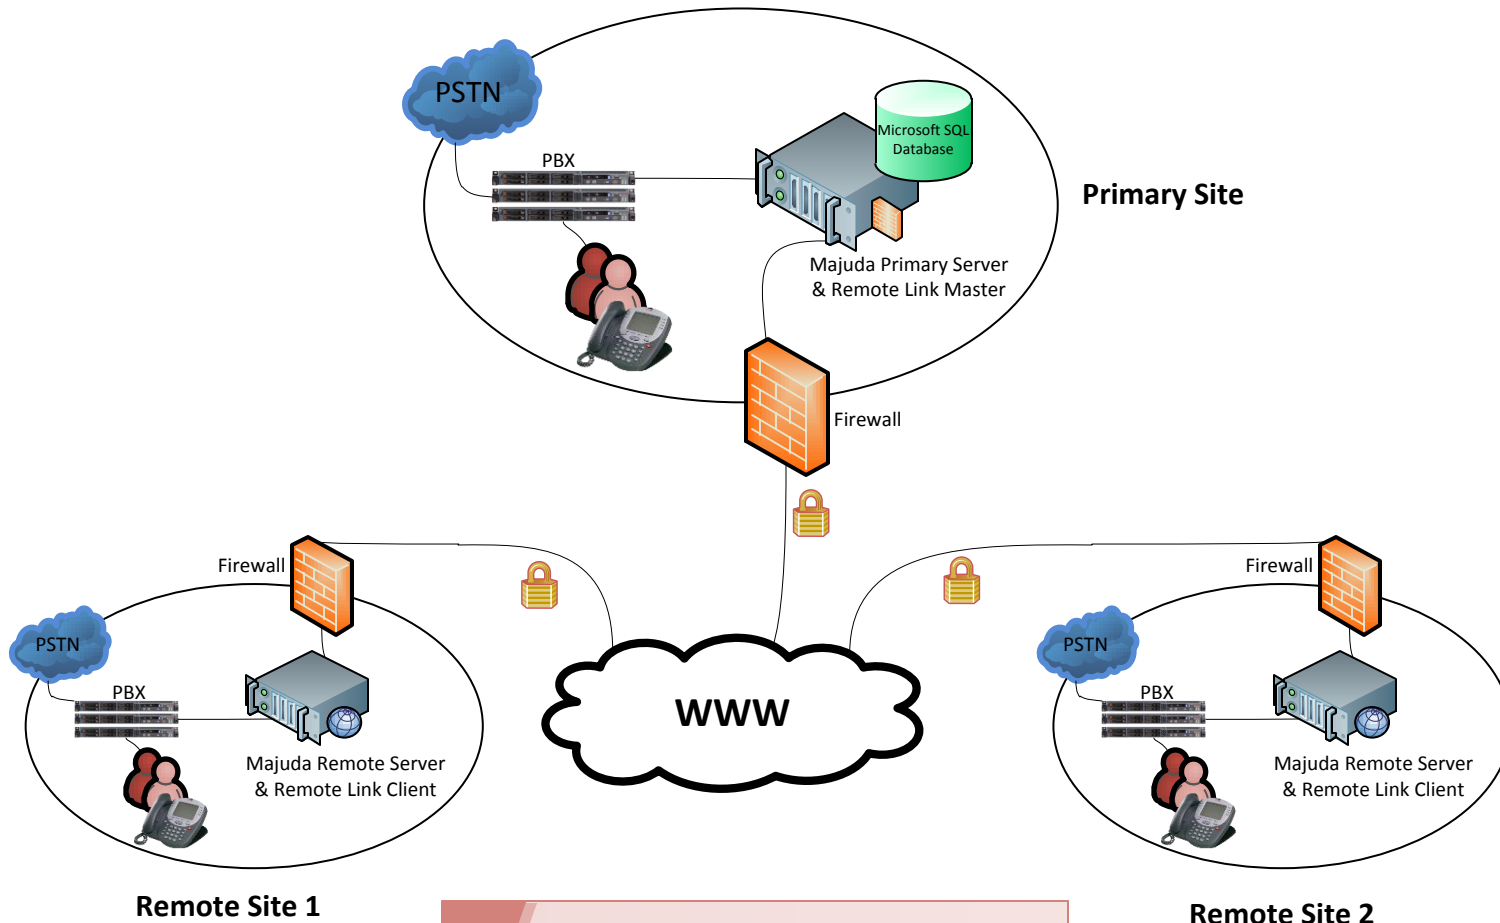 PSTN
Microsoft SQL
Database
PBX
Primary Site
Majuda Primary Server
& Remote Link Master
Firewall
Firewall
Firewall
PSTN
PSTN
PBX
PBX
WWW
Majuda Remote Server
& Remote Link Client
Majuda Remote Server
& Remote Link Client
Remote Site 1
Remote Site 2